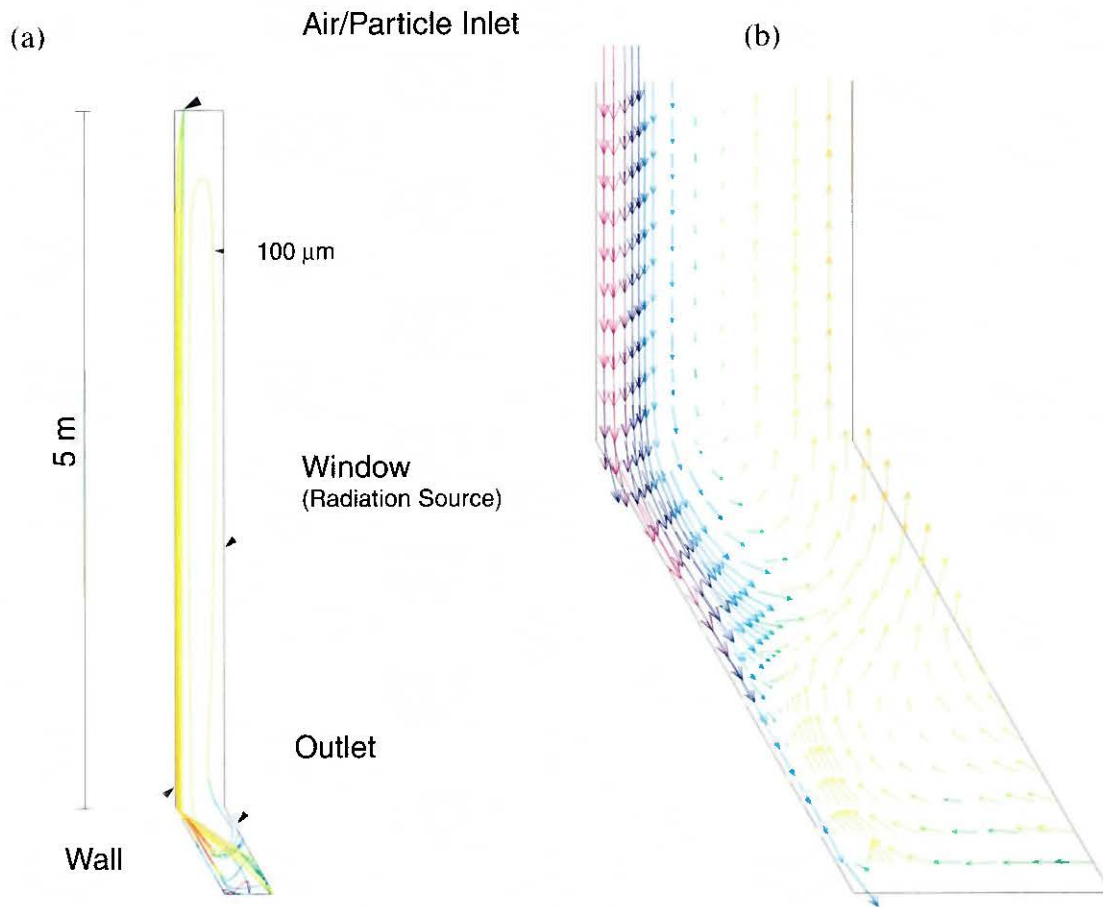 (a)
Air/Particle Inlet
(b)
100 μm
5 m
Window
(Radiation Source)
Outlet
Wall